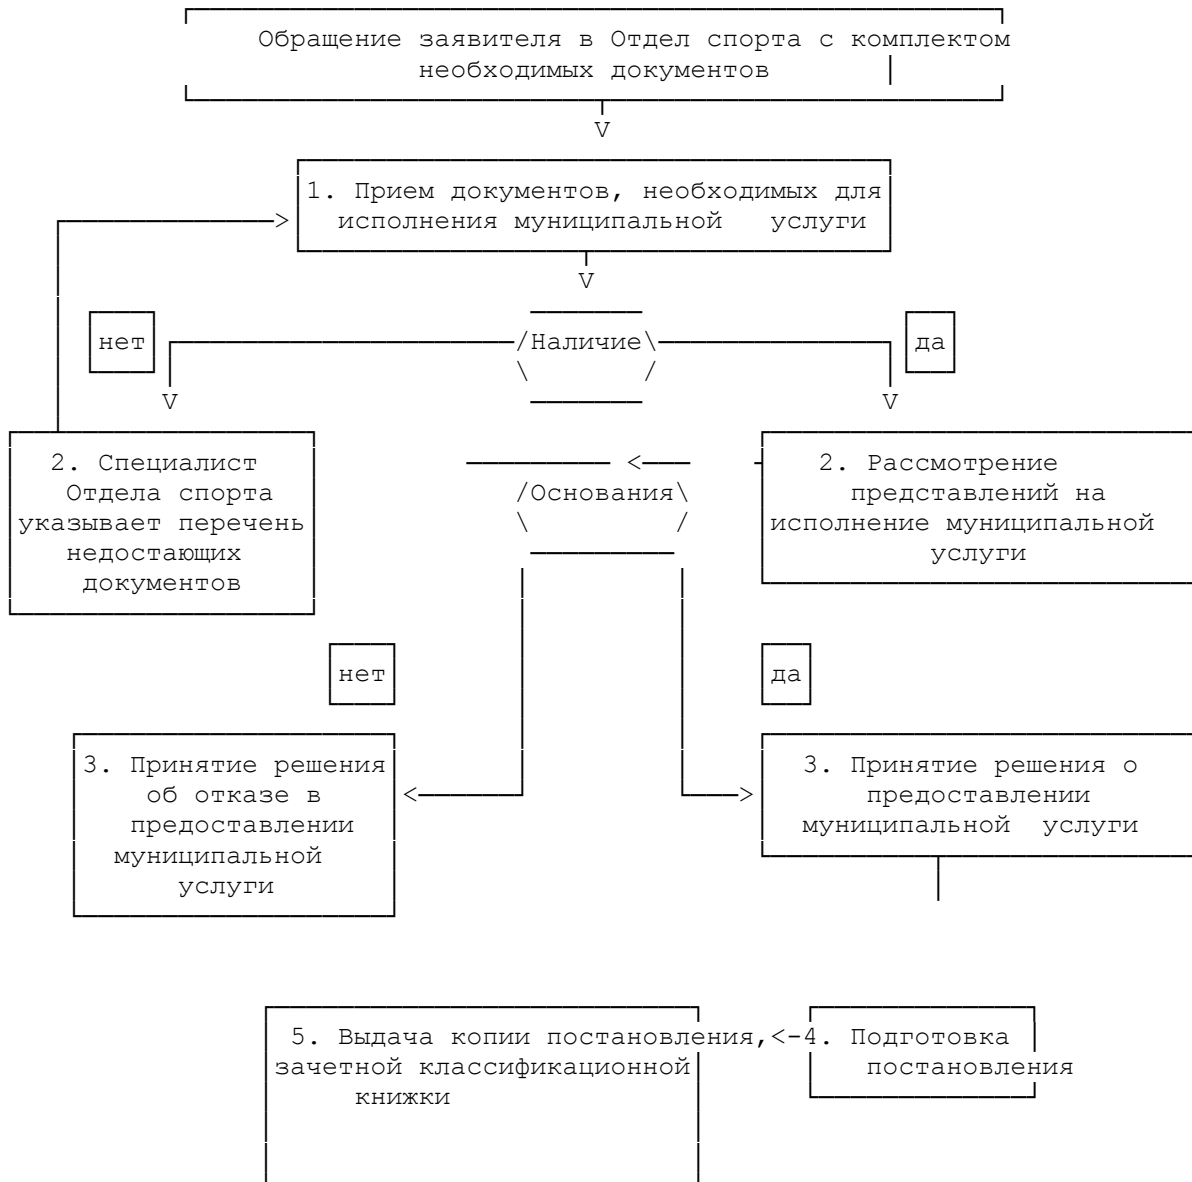 Обращение заявителя в Отдел спорта с комплектом
необходимых документов
V
1. Прием документов, необходимых для
> исполнения муниципальной услуги
V
нет
/Наличие\
да
\ /
V
V
2. Специалист
Отдела спорта
указывает перечень
недостающих
документов
<
/Основания\
\ /
2. Рассмотрение
представлений на
исполнение муниципальной
услуги
нет
да
3. Принятие решения
об отказе в
предоставлении
муниципальной
услуги
<
>
3. Принятие решения о
предоставлении
муниципальной услуги
5. Выдача копии постановления,<-4. Подготовка
зачетной классификационной
книжки
постановления